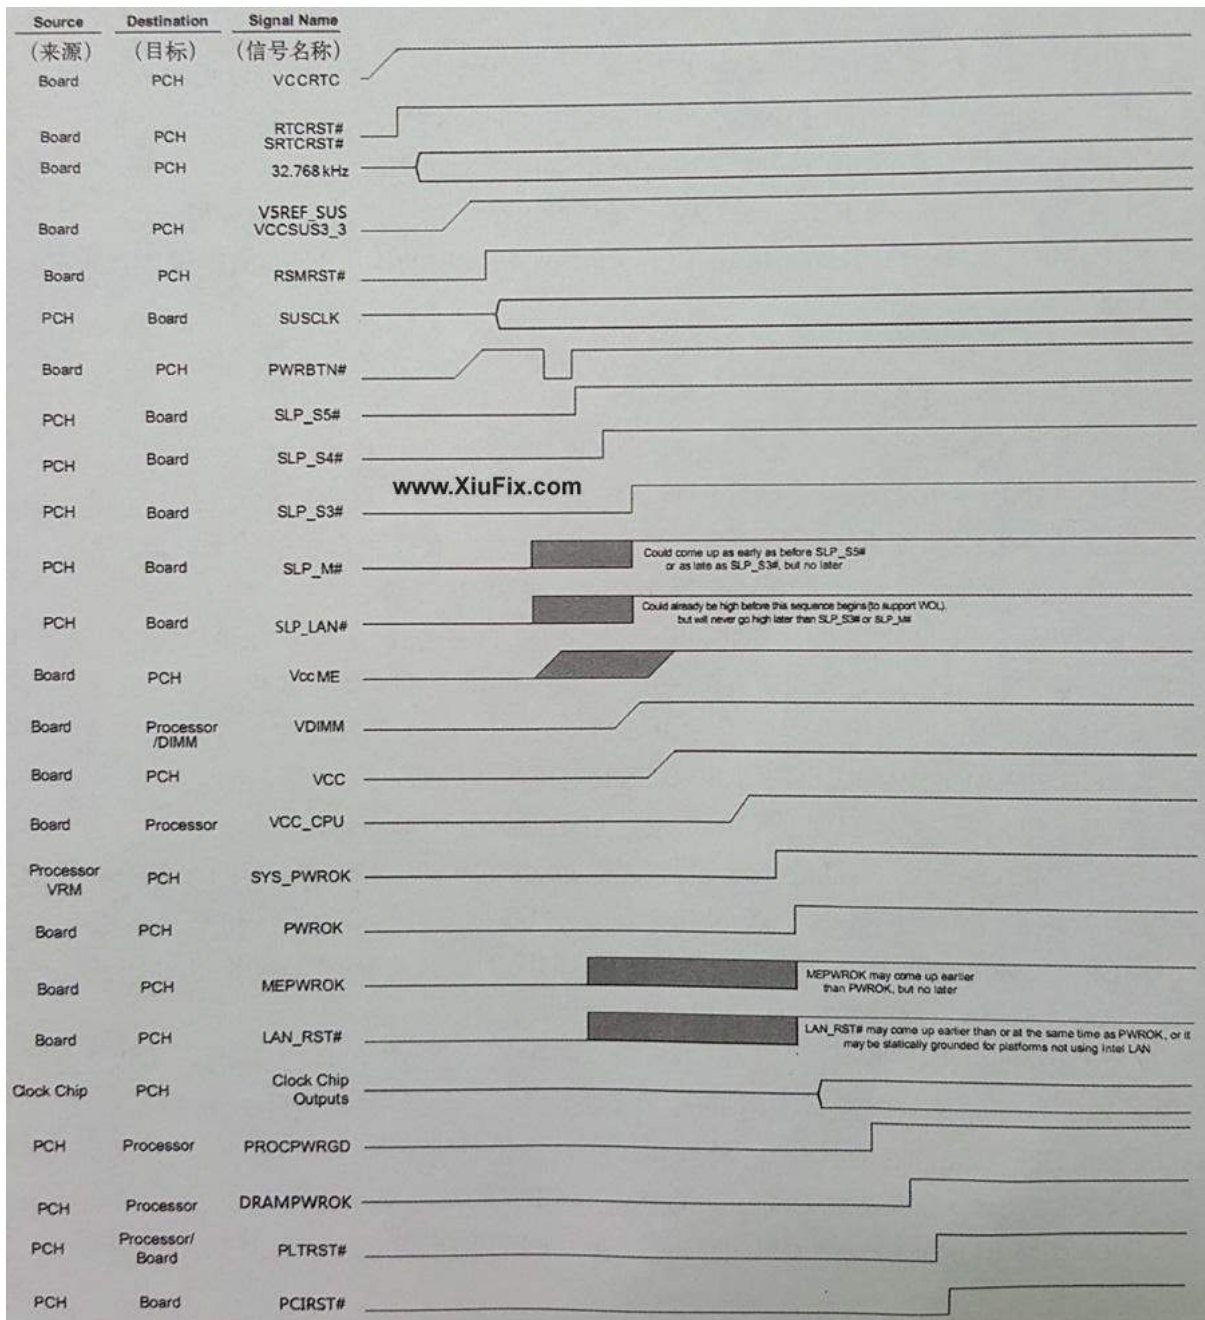 Source Destination Signal Name
(来源) (目标) (信号名称)
Board PCH VCCRTC
Board PCH RTCRST#
SRTCRST#
Board PCH 32.768 kHz
Board PCH V5REF_SUS
VCCSUS3_3
Board PCH RSMRST#
PCH Board SUSCLK
Board PCH PWRBTN#
PCH Board SLP_S5#
PCH Board SLP_S4#
www.XiuFix.com
PCH Board SLP_S3#
PCH Board SLP_M#
Could come up as early as before SLP_S5#
or as late as SLP_S3#, but no later
PCH Board SLP_LAN#
Could already be high before this sequence begins (to support WOL),
but will never go high later than SLP_S3# or SLP_M#
Board PCH VccME
Board Processor
/DIMM VDIMM
Board PCH VCC
Board Processor VCC_CPU
Processor
VRM PCH SYS_PWROK
Board PCH PWROK
Board PCH MEPWROK
MEPWROK may come up earlier
than PWROK, but no later
Board PCH LAN_RST#
LAN_RST# may come up earlier than or at the same time as PWROK, or it
may be statically grounded for platforms not using Intel LAN
Clock Chip PCH Clock Chip
Outputs
PCH Processor PROCPWRGD
PCH Processor DRAMPWROK
PCH Processor/
Board PLTRST#
PCH Board PCIRST#